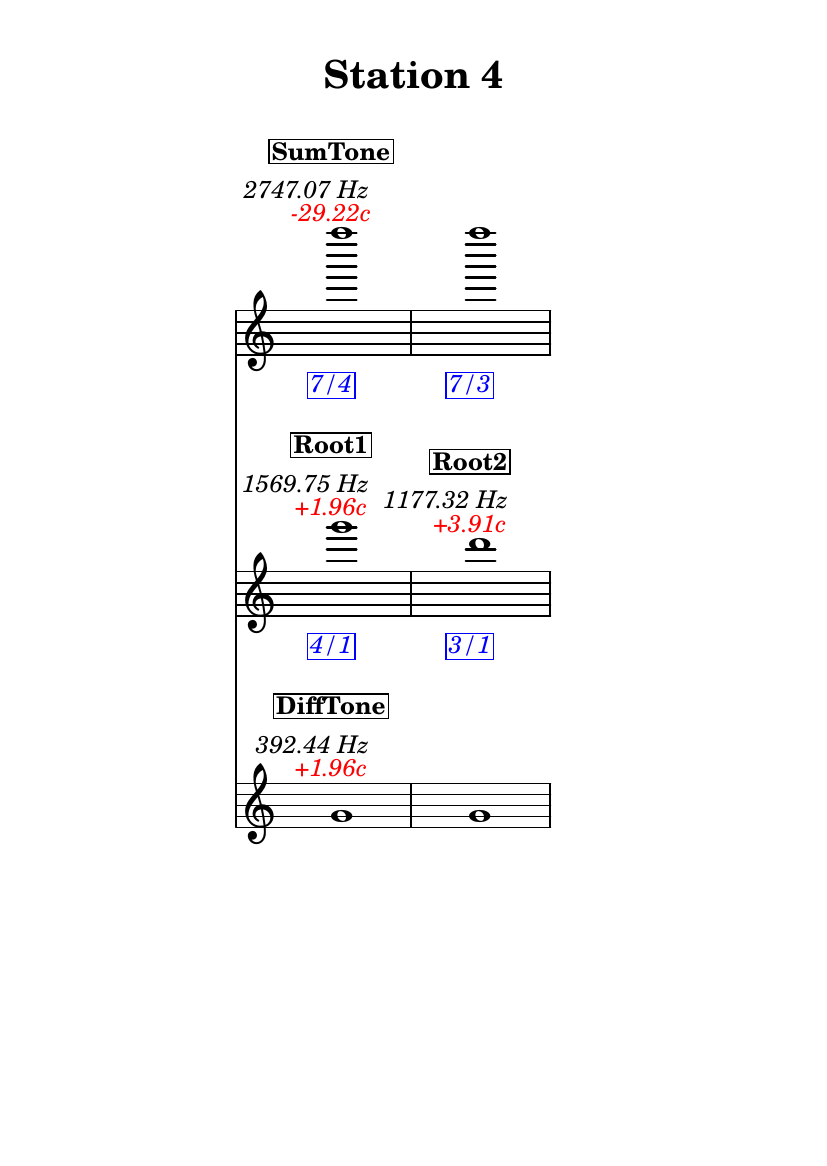 Station 4
SumTone
2747.07 Hz
-29.22c
7/4
7/3
Root1
1569.75 Hz
+1.96c
Root2
1177.32 Hz
+3.91c
4/1
3/1
DiffTone
392.44 Hz
+1.96c